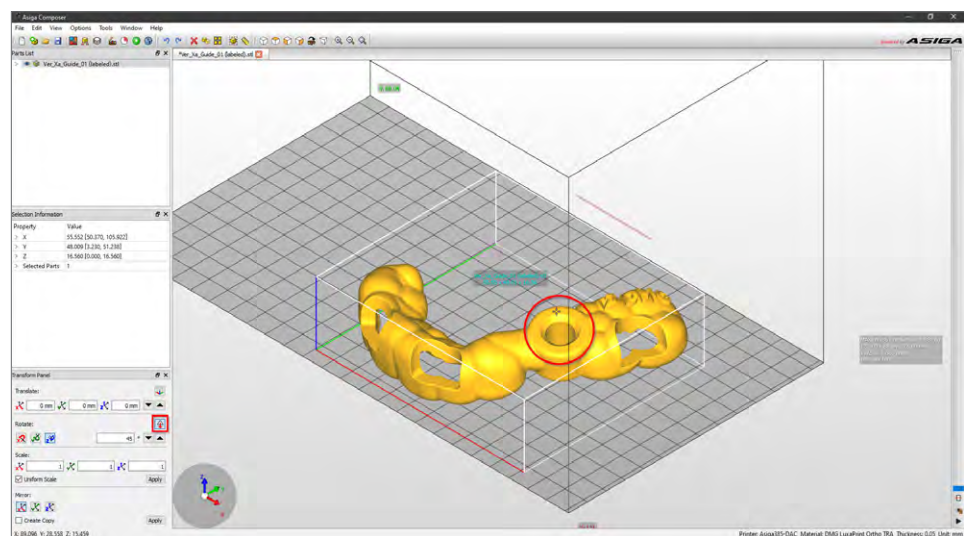 Asiga Composer
File Edit View Options Tools Window Help
ASIGA
Parts List
*Ver_Xa_Guide_01 (labeled).stl
Ver_Xa_Guide_01 (labeled).stl
Selection Information
Property Value
X 55.552 [50.370, 105.922]
Y 48.009 [3.230, 51.238]
Z 16.560 [0.000, 16.560]
Selected Parts 1
Transform Panel
Translate:
0 mm 0 mm 0 mm
Rotate:
45 °
Scale:
1 1 1
Uniform Scale Apply
Mirror:
Create Copy Apply
X: 89.096 Y: 28.558 Z: 15.459
Printer: Asiga385-DAC Material: DMG LuxaPrint Ortho TRA Thickness: 0.05 Unit: mm